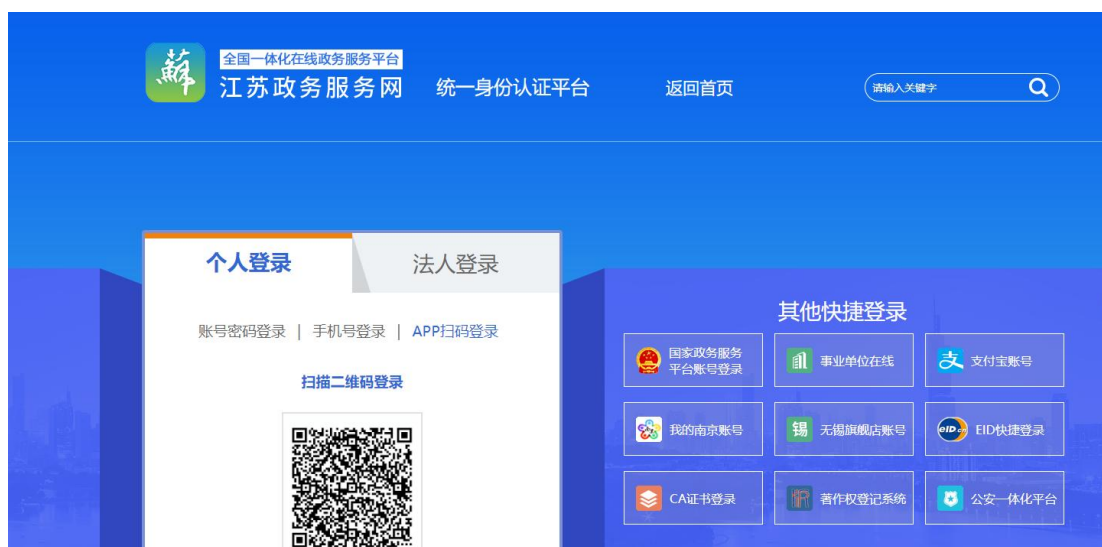 蘇
全国一体化在线政务服务平台
江苏政务服务网
统一身份认证平台
返回首页
请输入关键字
个人登录
法人登录
账号密码登录 | 手机号登录 | APP扫码登录
扫描二维码登录
其他快捷登录
国家政务服务
平台账号登录
事业单位在线
支
支付宝账号
我的南京账号
锡
无锡旗舰店账号
eID
EID快捷登录
CA证书登录
著作权登记系统
公安一体化平台